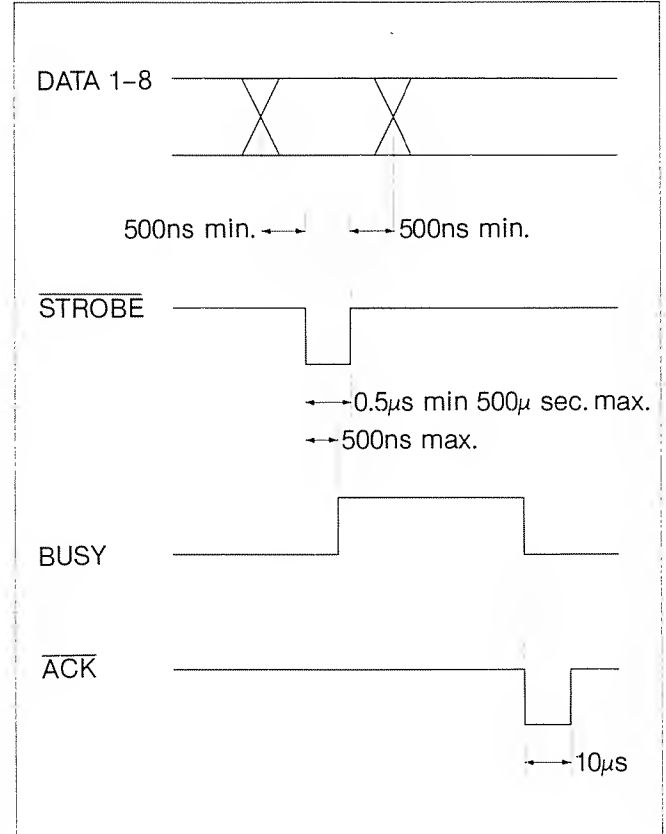 DATA 1–8
500ns min. 500ns min.
STROBE
0.5μs min 500μ sec. max.
500ns max.
BUSY
ACK
10μs